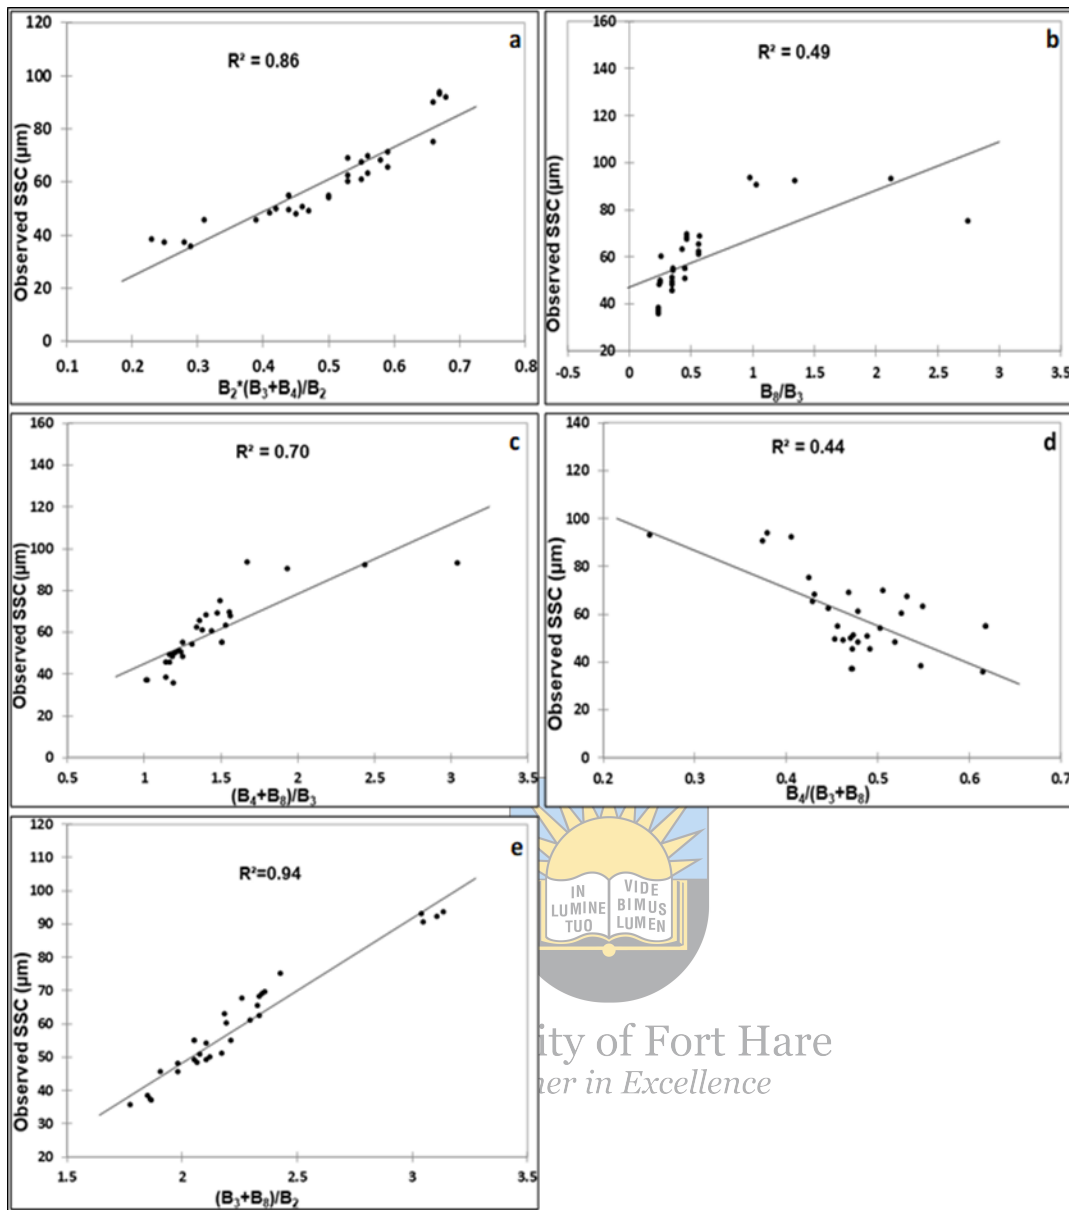 a
R² = 0.86
Observed SSC (µm)
120
100
80
60
40
20
0
0.1 0.2 0.3 0.4 0.5 0.6 0.7 0.8
B₂*(B₃+B₄)/B₂
b
R² = 0.49
Observed SSC (µm)
160
140
120
100
80
60
40
20
-0.5 0 0.5 1 1.5 2 2.5 3 3.5
B₈/B₃
c
R² = 0.70
Observed SSC (µm)
160
140
120
100
80
60
40
20
0
0.5 1 1.5 2 2.5 3 3.5
(B₄+B₈)/B₃
d
R² = 0.44
Observed SSC (µm)
140
120
100
80
60
40
20
0
0.2 0.3 0.4 0.5 0.6 0.7
B₄/(B₃+B₈)
e
R²=0.94
Observed SSC (µm)
120
110
100
90
80
70
60
50
40
30
20
1.5 2 2.5 3 3.5
(B₃+B₈)/B₂
IN
LUMINE
TUO
VIDE
BIMUS
LUMEN
ity of Fort Hare
in Excellence